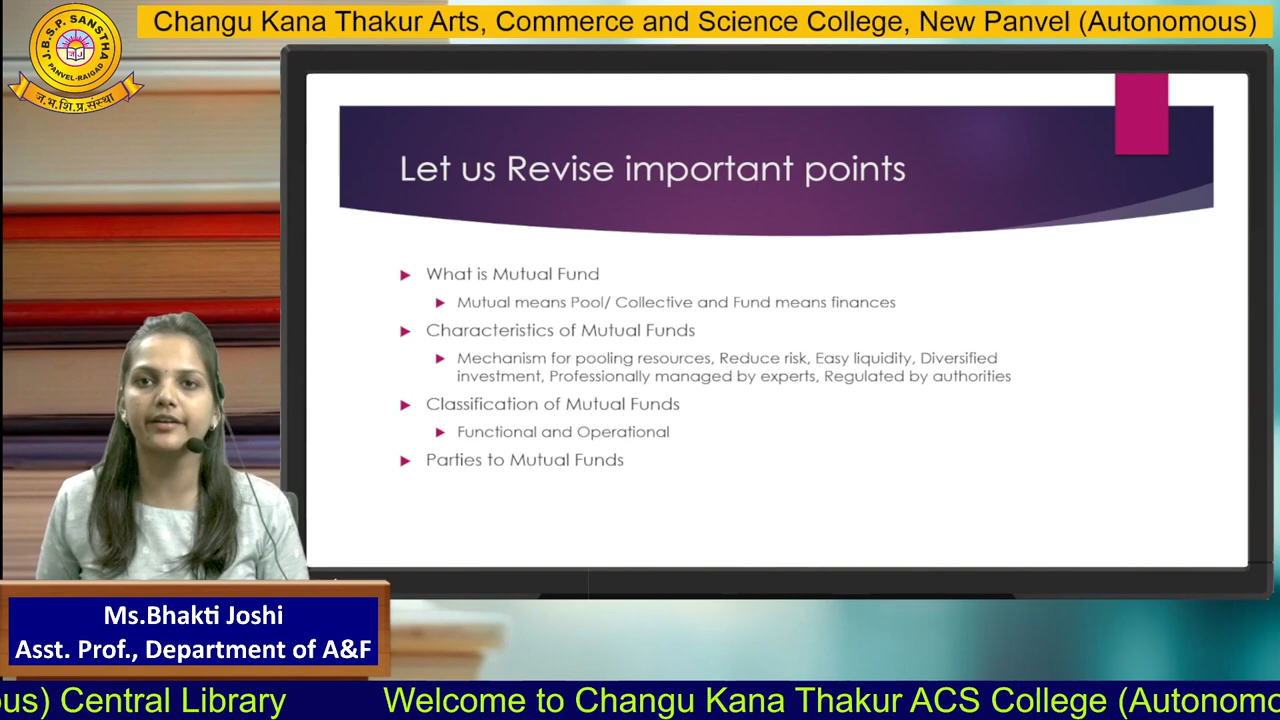 Changu Kana Thakur Arts, Commerce and Science College, New Panvel (Autonomous)
J.B.S.P. SANSTHA
PANVEL-RAIGAD
ज.भ.शि.प्र.संस्था
Let us Revise important points
What is Mutual Fund
Mutual means Pool/ Collective and Fund means finances
Characteristics of Mutual Funds
Mechanism for pooling resources, Reduce risk, Easy liquidity, Diversified
investment, Professionally managed by experts, Regulated by authorities
Classification of Mutual Funds
Functional and Operational
Parties to Mutual Funds
Ms.Bhakti Joshi
Asst. Prof., Department of A&F
ous) Central Library Welcome to Changu Kana Thakur ACS College (Autonomo